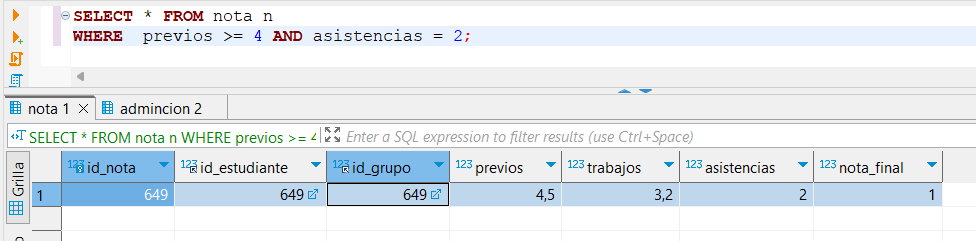 SELECT * FROM nota n
WHERE  previos >= 4 AND asistencias = 2;
nota 1 admincion 2
SELECT * FROM nota n WHERE previos >= 4 Enter a SQL expression to filter results (use Ctrl+Space)
Grilla
123 id_nota 123 id_estudiante 123 id_grupo 123 previos 123 trabajos 123 asistencias 123 nota_final
1 649 649 649 4,5 3,2 2 1